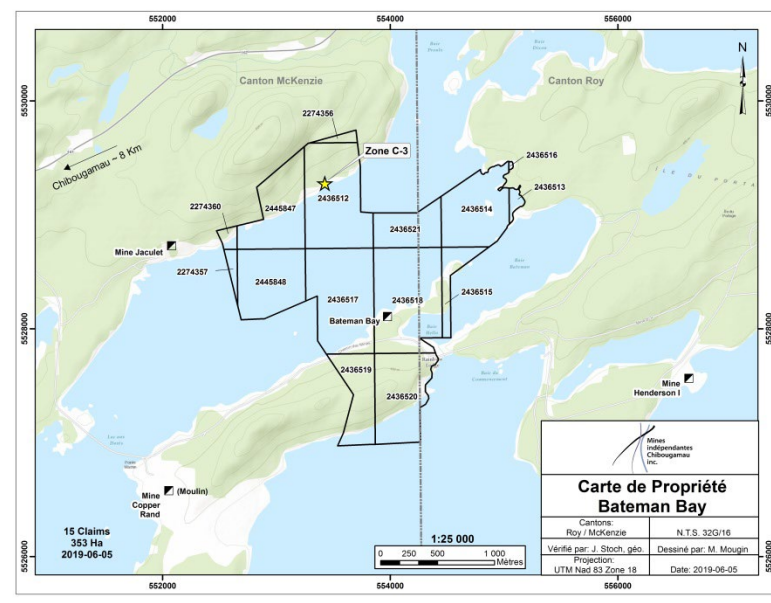 552000
554000
556000
5530000
5530000
Canton McKenzie
Canton Roy
N
2274356
Zone C-3
Chibougamau ~ 8 Km
2436516
2436513
2274360
2445847
2436512
2436514
2436521
Mine Jaculet
2274357
2445848
2436517
2436518
2436515
Bateman Bay
5528000
5528000
2436519
2436520
Mine
Henderson I
Mine
Copper
Rand
(Moulin)
15 Claims
353 Ha
2019-06-05
1:25 000
0 250 500 1 000
Mètres
Mines
indépendantes
Chibougamau
inc.
Carte de Propriété
Bateman Bay
Cantons:
Roy / McKenzie
N.T.S. 32G/16
Vérifié par: J. Stoch, géo.
Dessiné par: M. Mougin
Projection:
UTM Nad 83 Zone 18
Date: 2019-06-05
5526000
5526000
552000
554000
556000